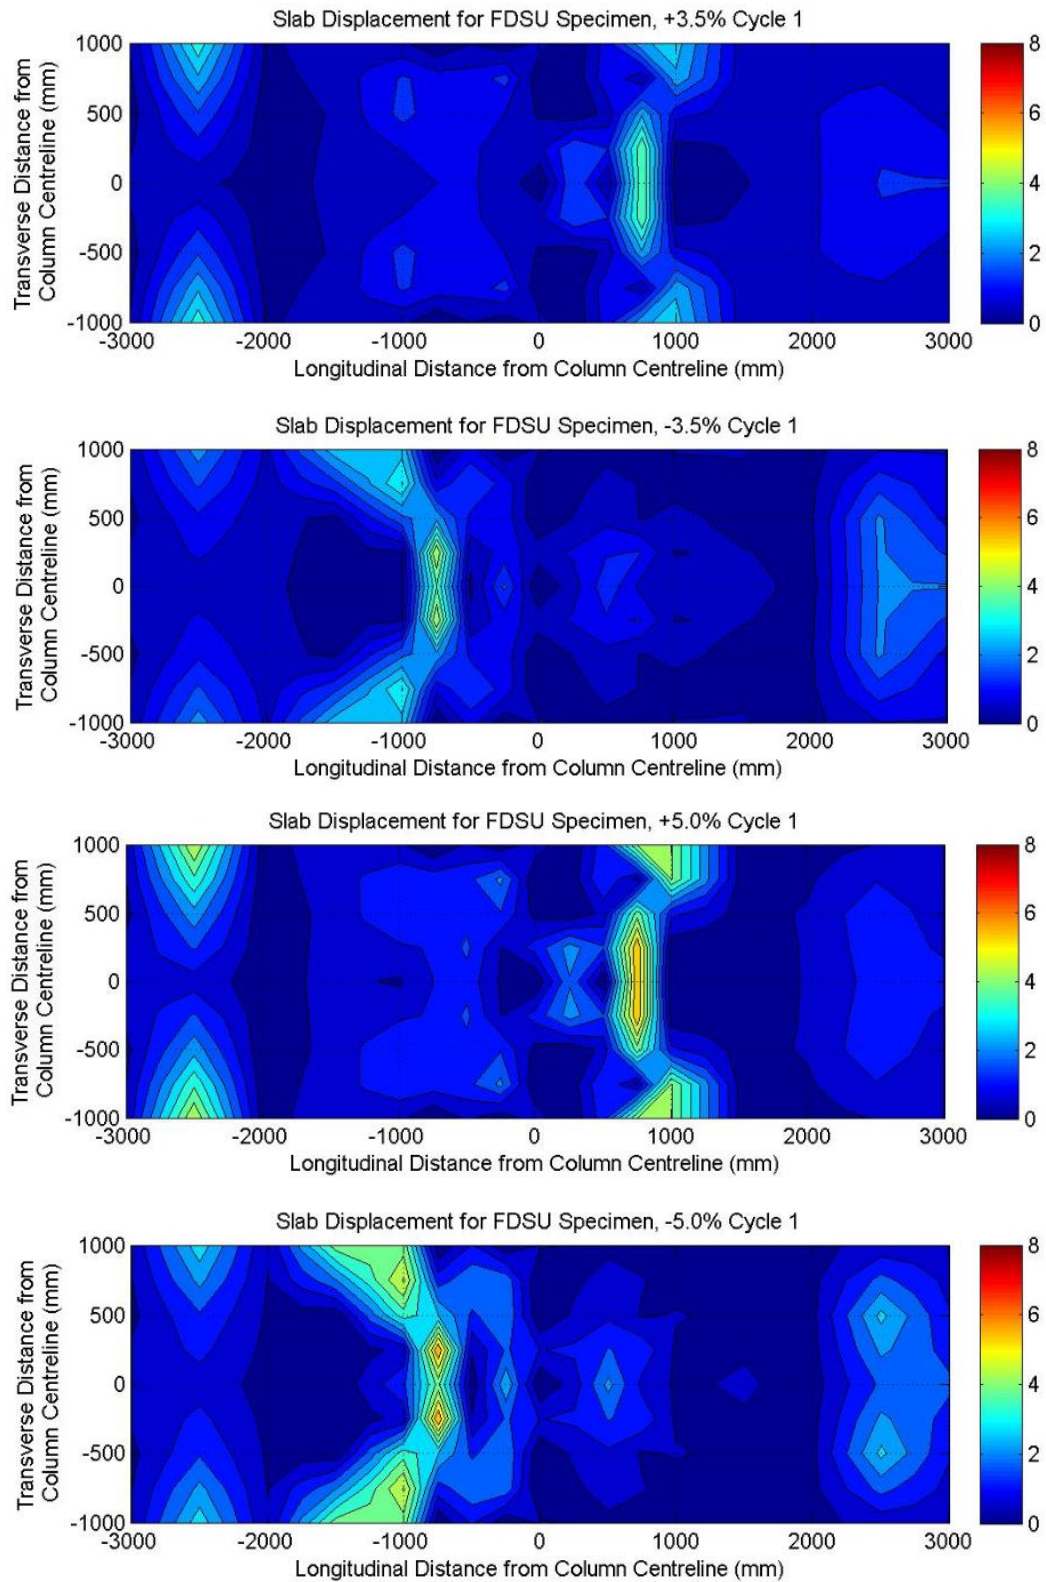 Slab Displacement for FDSU Specimen, +3.5% Cycle 1
Transverse Distance from
Column Centreline (mm)
1000
500
0
-500
-1000
-3000 -2000 -1000 0 1000 2000 3000
Longitudinal Distance from Column Centreline (mm)
8
6
4
2
0
Slab Displacement for FDSU Specimen, -3.5% Cycle 1
Transverse Distance from
Column Centreline (mm)
1000
500
0
-500
-1000
-3000 -2000 -1000 0 1000 2000 3000
Longitudinal Distance from Column Centreline (mm)
8
6
4
2
0
Slab Displacement for FDSU Specimen, +5.0% Cycle 1
Transverse Distance from
Column Centreline (mm)
1000
500
0
-500
-1000
-3000 -2000 -1000 0 1000 2000 3000
Longitudinal Distance from Column Centreline (mm)
8
6
4
2
0
Slab Displacement for FDSU Specimen, -5.0% Cycle 1
Transverse Distance from
Column Centreline (mm)
1000
500
0
-500
-1000
-3000 -2000 -1000 0 1000 2000 3000
Longitudinal Distance from Column Centreline (mm)
8
6
4
2
0